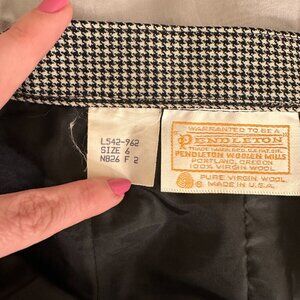 L542-962
SIZE 6
N826 F 2
WARRANTED TO BE A
PENDLETON
TRADE MARK REG. U.S. PAT. OFF.
PENDLETON WOOLEN MILLS
PORTLAND, OREGON
100% VIRGIN WOOL
PURE VIRGIN WOOL
MADE IN U.S.A.